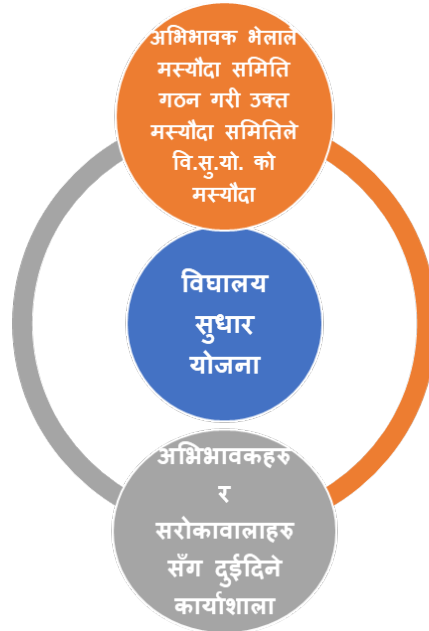 अभिभावक भेलाले
मस्यौदा समिति
गठन गरी उक्त
मस्यौदा समितिले
वि.सु.यो. को
मस्यौदा
विघालय
सुधार
योजना
अभिभावकहरु
र
सरोकावालाहरु
सँग दुईदिने
कार्याशाला